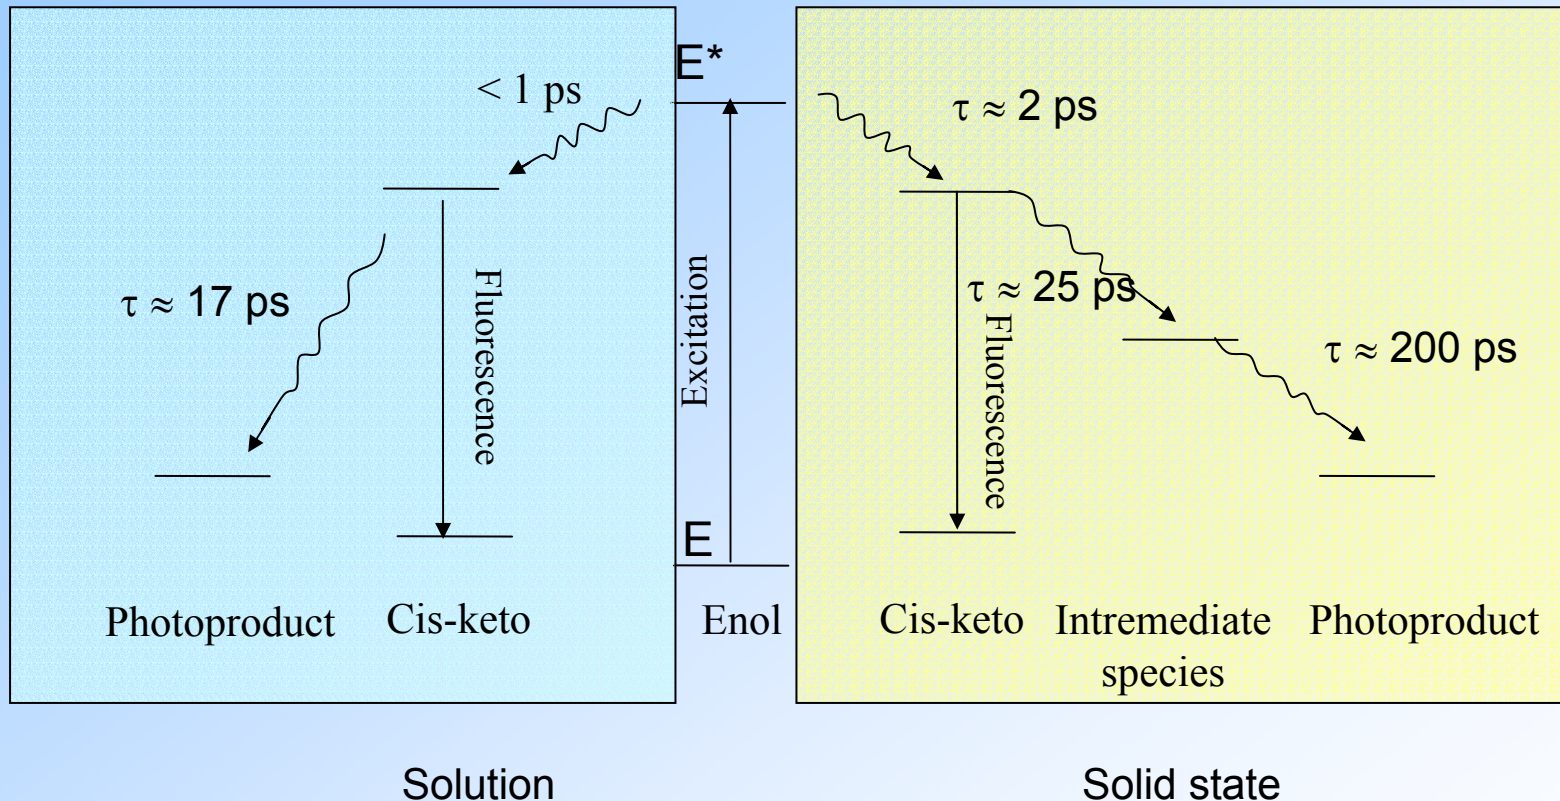 E*
< 1 ps
τ ≈ 17 ps
Fluorescence
Photoproduct
Cis-keto
Excitation
E
Enol
τ ≈ 2 ps
τ ≈ 25 ps
Fluorescence
τ ≈ 200 ps
Cis-keto
Intremediate
species
Photoproduct
Solution
Solid state